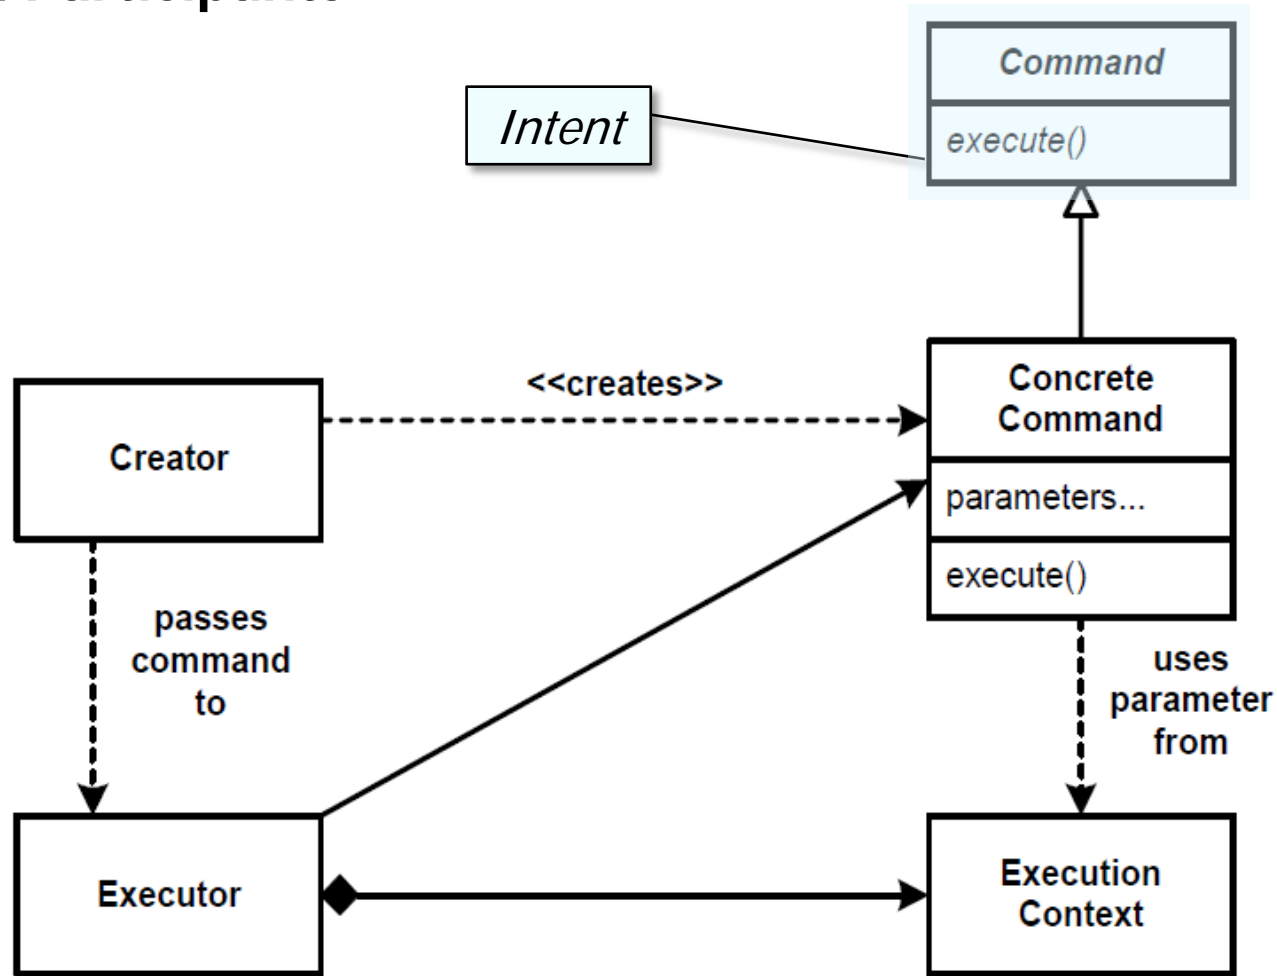 Command
Intent
execute()
<<creates>>
Concrete
Command
Creator
parameters...
execute()
passes
command
to
uses
parameter
from
Executor
Execution
Context